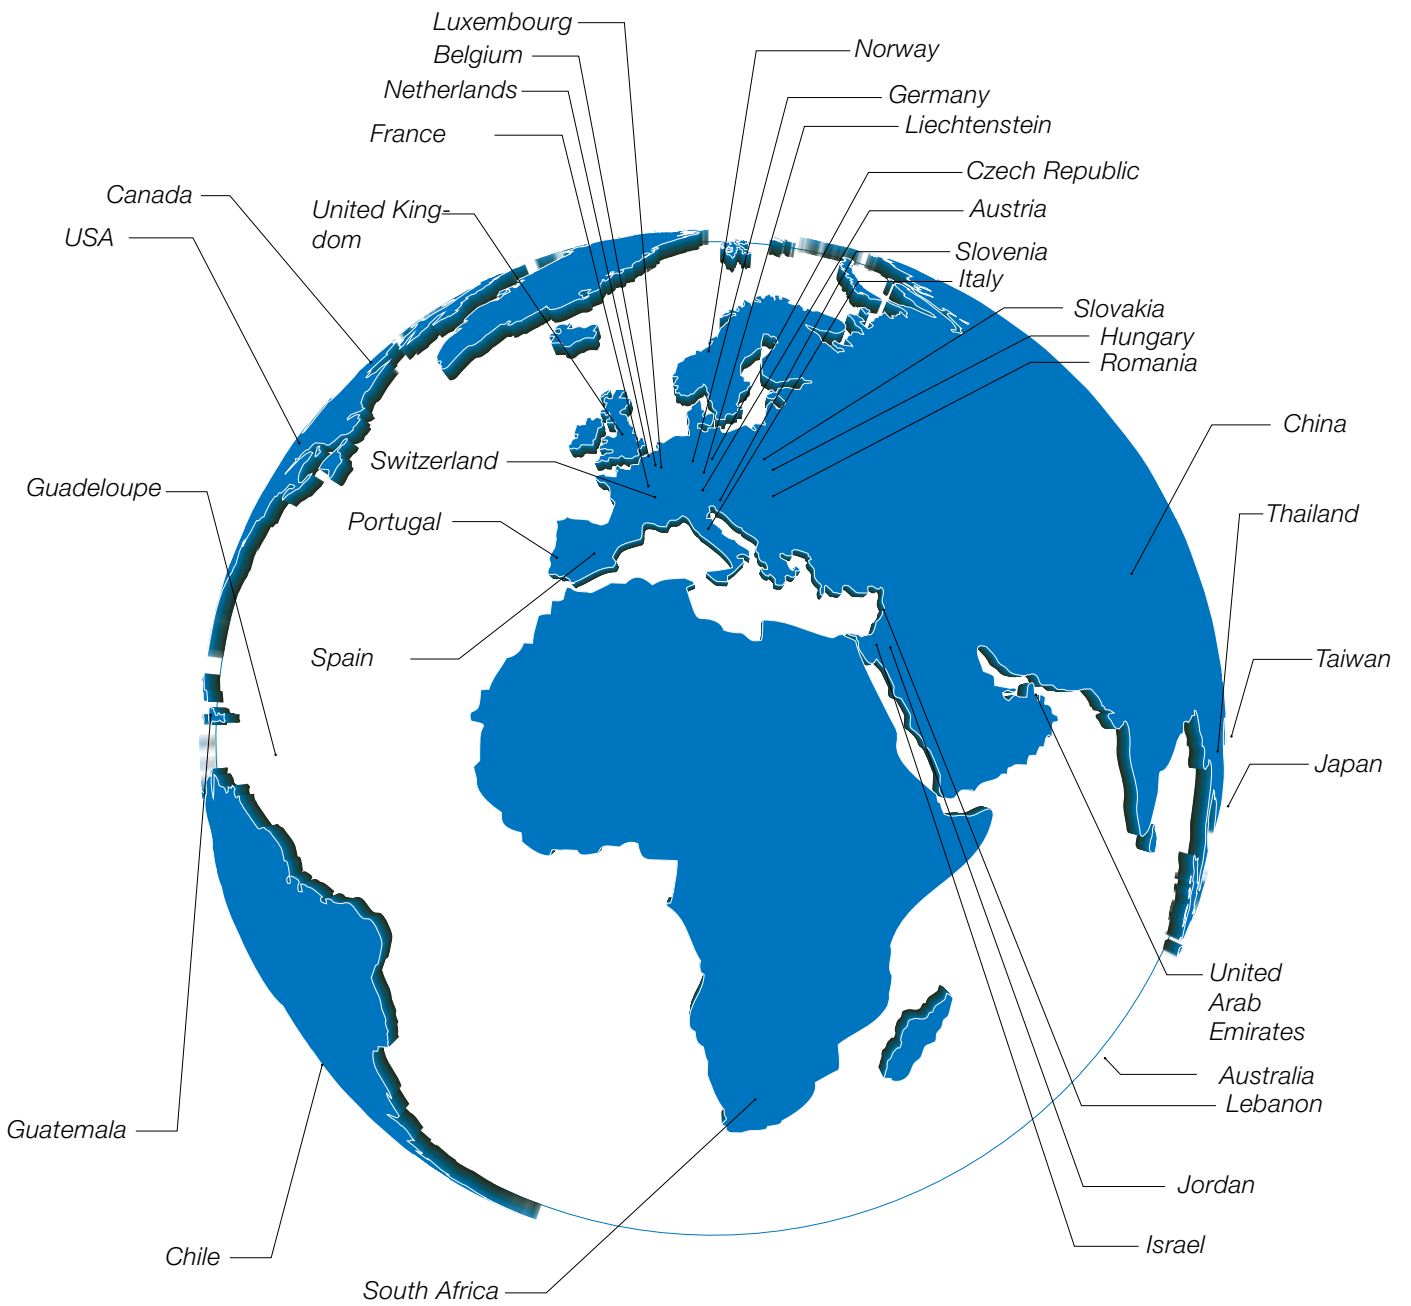 Luxembourg
Belgium
Netherlands
France
Canada
USA
United King-
dom
Norway
Germany
Liechtenstein
Czech Republic
Austria
Slovenia
Italy
Slovakia
Hungary
Romania
China
Switzerland
Guadeloupe
Portugal
Thailand
Spain
Taiwan
Japan
United
Arab
Emirates
Australia
Lebanon
Guatemala
Jordan
Israel
Chile
South Africa